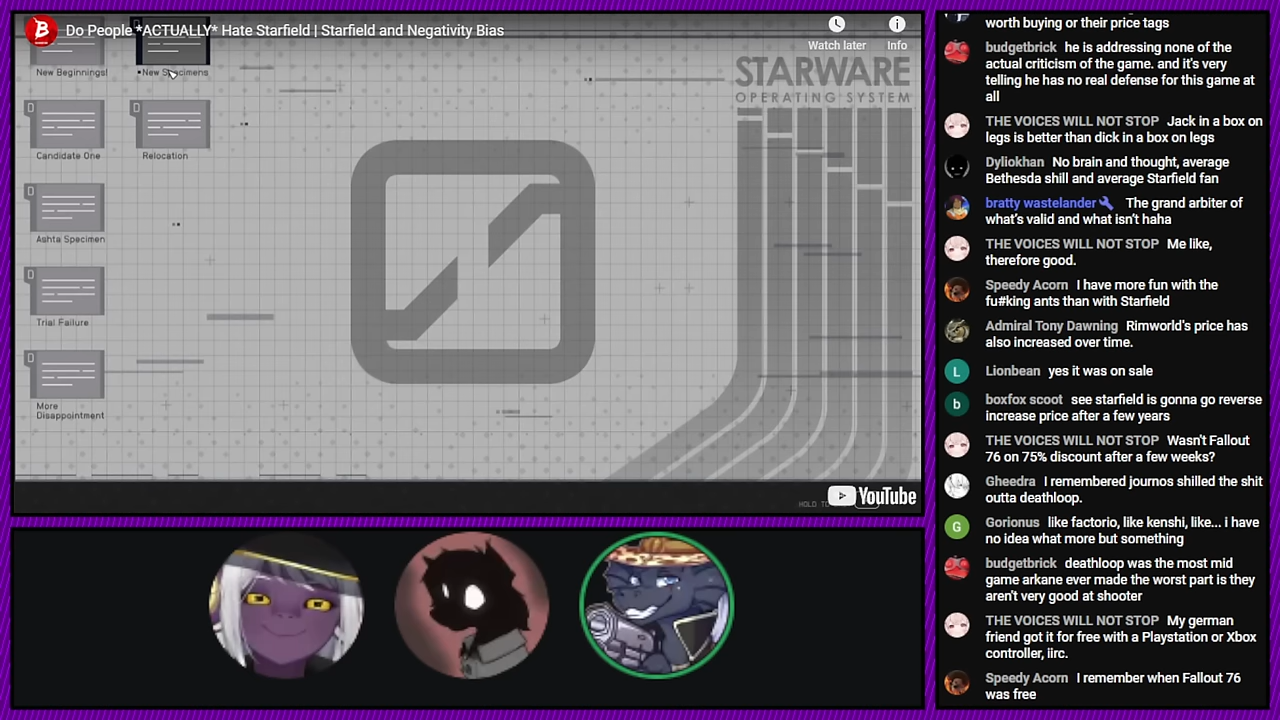 Do People *ACTUALLY* Hate Starfield | Starfield and Negativity Bias
Watch later
Info
New Beginnings!
New Specimens
D
Candidate One
D
Relocation
D
Ashta Specimen
D
Trial Failure
D
More
Disappointment
STARWARE
OPERATING SYSTEM
YouTube
worth buying or their price tags
budgetbrick he is addressing none of the
actual criticism of the game. and it's very
telling he has no real defense for this game at
all
THE VOICES WILL NOT STOP Jack in a box on
legs is better than dick in a box on legs
Dyliokhan No brain and thought, average
Bethesda shill and average Starfield fan
bratty wastelander The grand arbiter of
what's valid and what isn't haha
THE VOICES WILL NOT STOP Me like,
therefore good.
Speedy Acorn I have more fun with the
fu#king ants than with Starfield
Admiral Tony Dawning Rimworld's price has
also increased over time.
L
Lionbean yes it was on sale
b
boxfox scoot see starfield is gonna go reverse
increase price after a few years
THE VOICES WILL NOT STOP Wasn't Fallout
76 on 75% discount after a few weeks?
Gheedra I remembered journos shilled the shit
outta deathloop.
G
Gorionus like factorio, like kenshi, like... i have
no idea what more but something
budgetbrick deathloop was the most mid
game arkane ever made the worst part is they
aren't very good at shooter
THE VOICES WILL NOT STOP My german
friend got it for free with a Playstation or Xbox
controller, iirc.
Speedy Acorn I remember when Fallout 76
was free